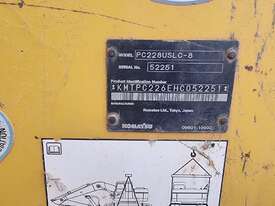 MODEL PC228USLC-8
SERIAL No. 52251
Product Identification Number
*KMTPC226EHC052251*
Komatsu Ltd., Tokyo, Japan
KOMATSU